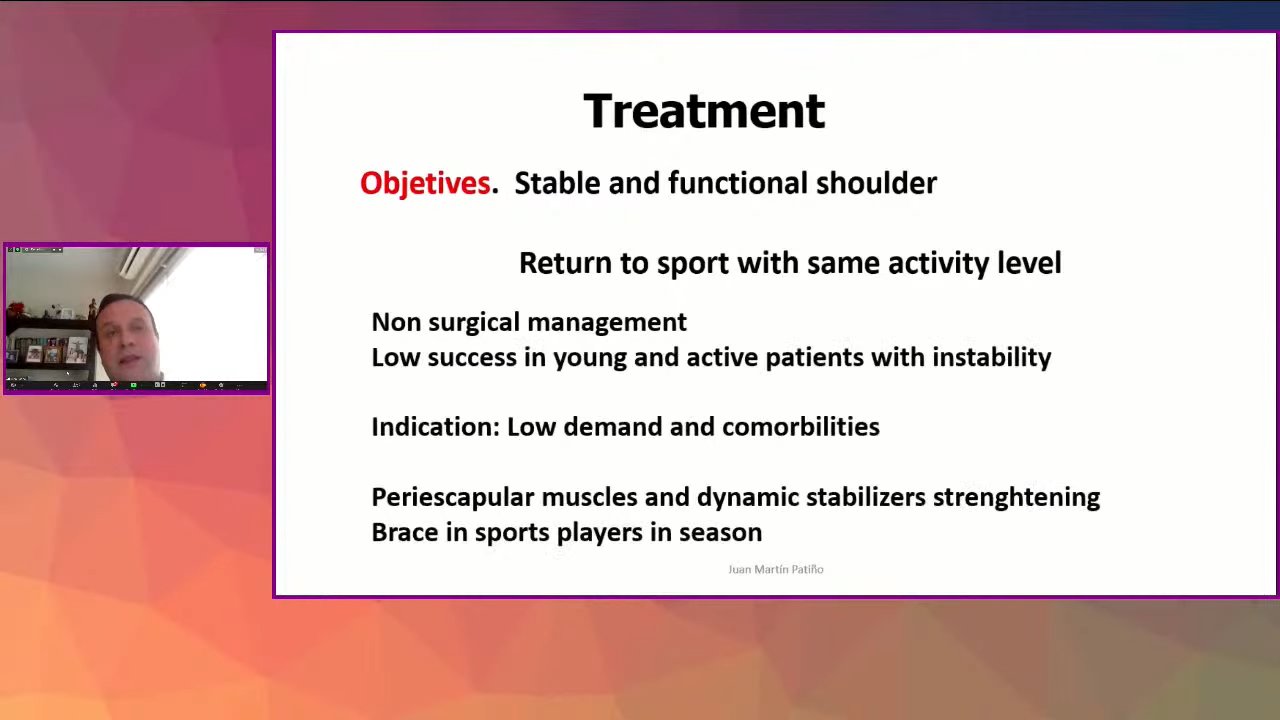 Treatment
Objetives. Stable and functional shoulder
Return to sport with same activity level
Non surgical management
Low success in young and active patients with instability
Indication: Low demand and comorbilities
Periescapular muscles and dynamic stabilizers strenghtening
Brace in sports players in season
Juan Martín Patiño